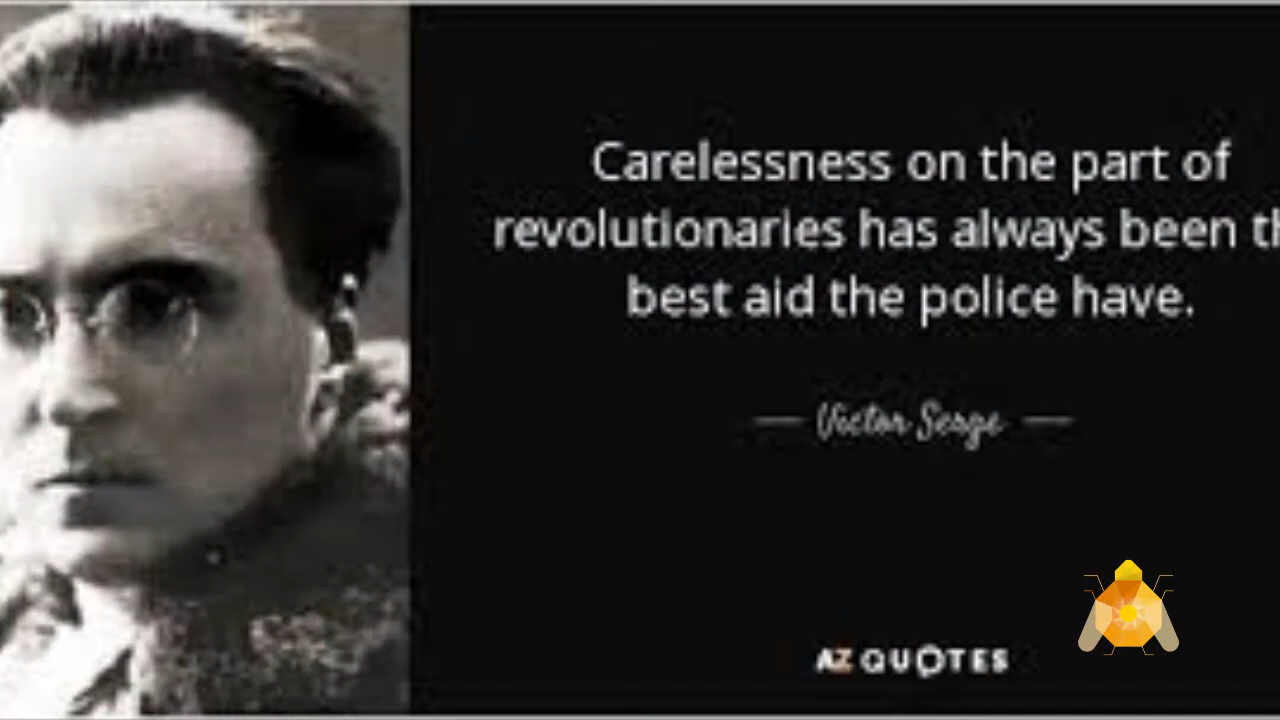 Carelessness on the part of
revolutionaries has always been th
best aid the police have.
Victor Serge
AZ QUOTES